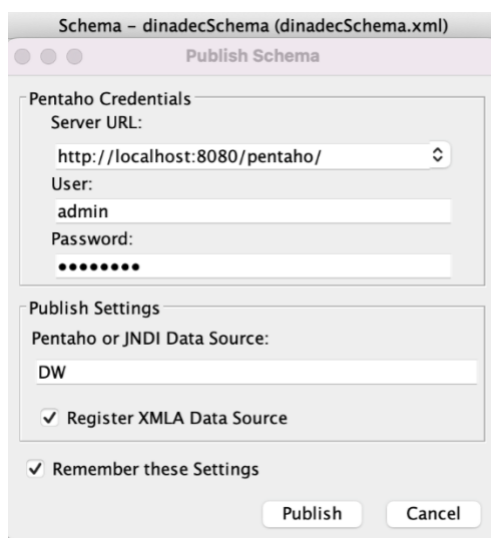 Schema – dinadecSchema (dinadecSchema.xml)
Publish Schema
Pentaho Credentials
Server URL:
http://localhost:8080/pentaho/
User:
admin
Password:
••••••••
Publish Settings
Pentaho or JNDI Data Source:
DW
Register XMLA Data Source
Remember these Settings
Publish Cancel